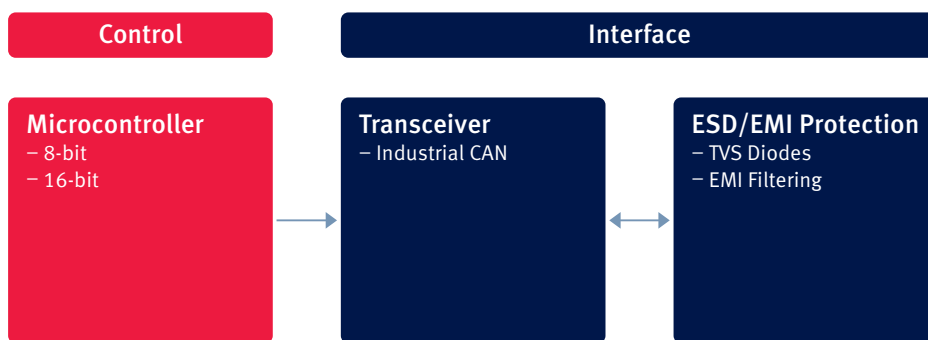 Control
Interface
Microcontroller
– 8-bit
– 16-bit
Transceiver
– Industrial CAN
ESD/EMI Protection
– TVS Diodes
– EMI Filtering